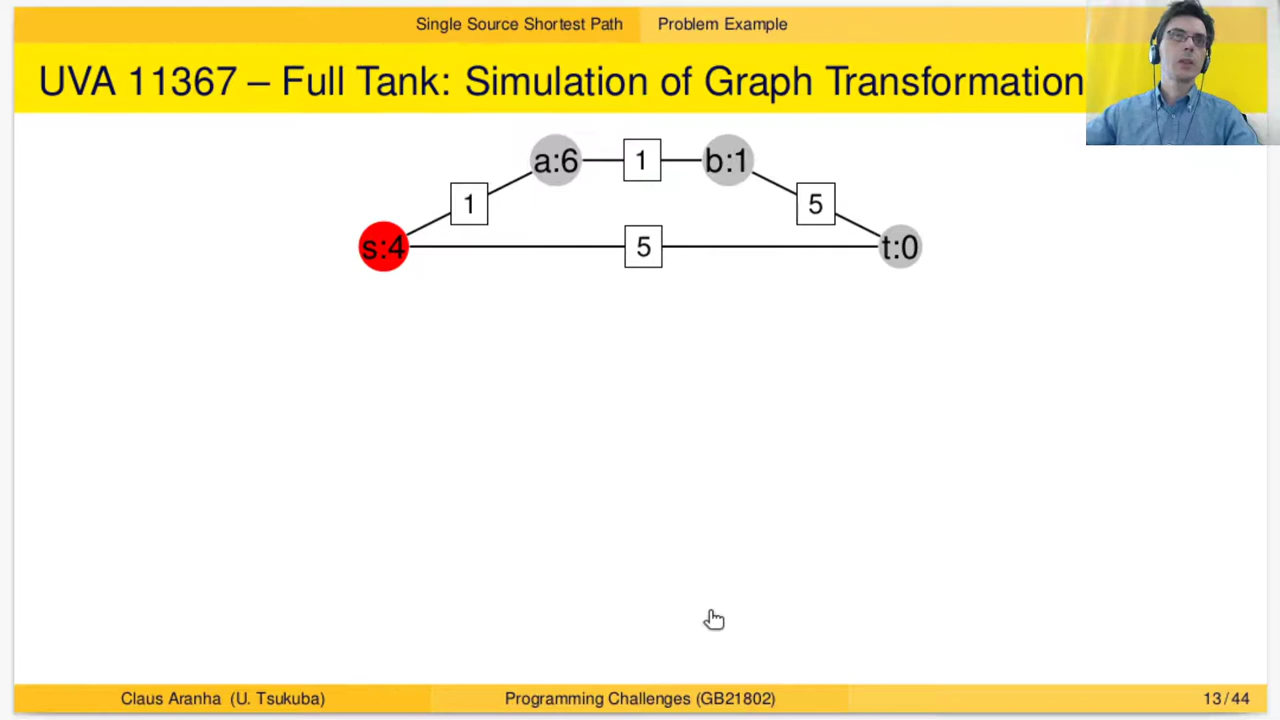 Single Source Shortest Path Problem Example
UVA 11367 – Full Tank: Simulation of Graph Transformation
a:6 1 b:1
1 5
s:4 5 t:0
Claus Aranha (U. Tsukuba) Programming Challenges (GB21802) 13 / 44